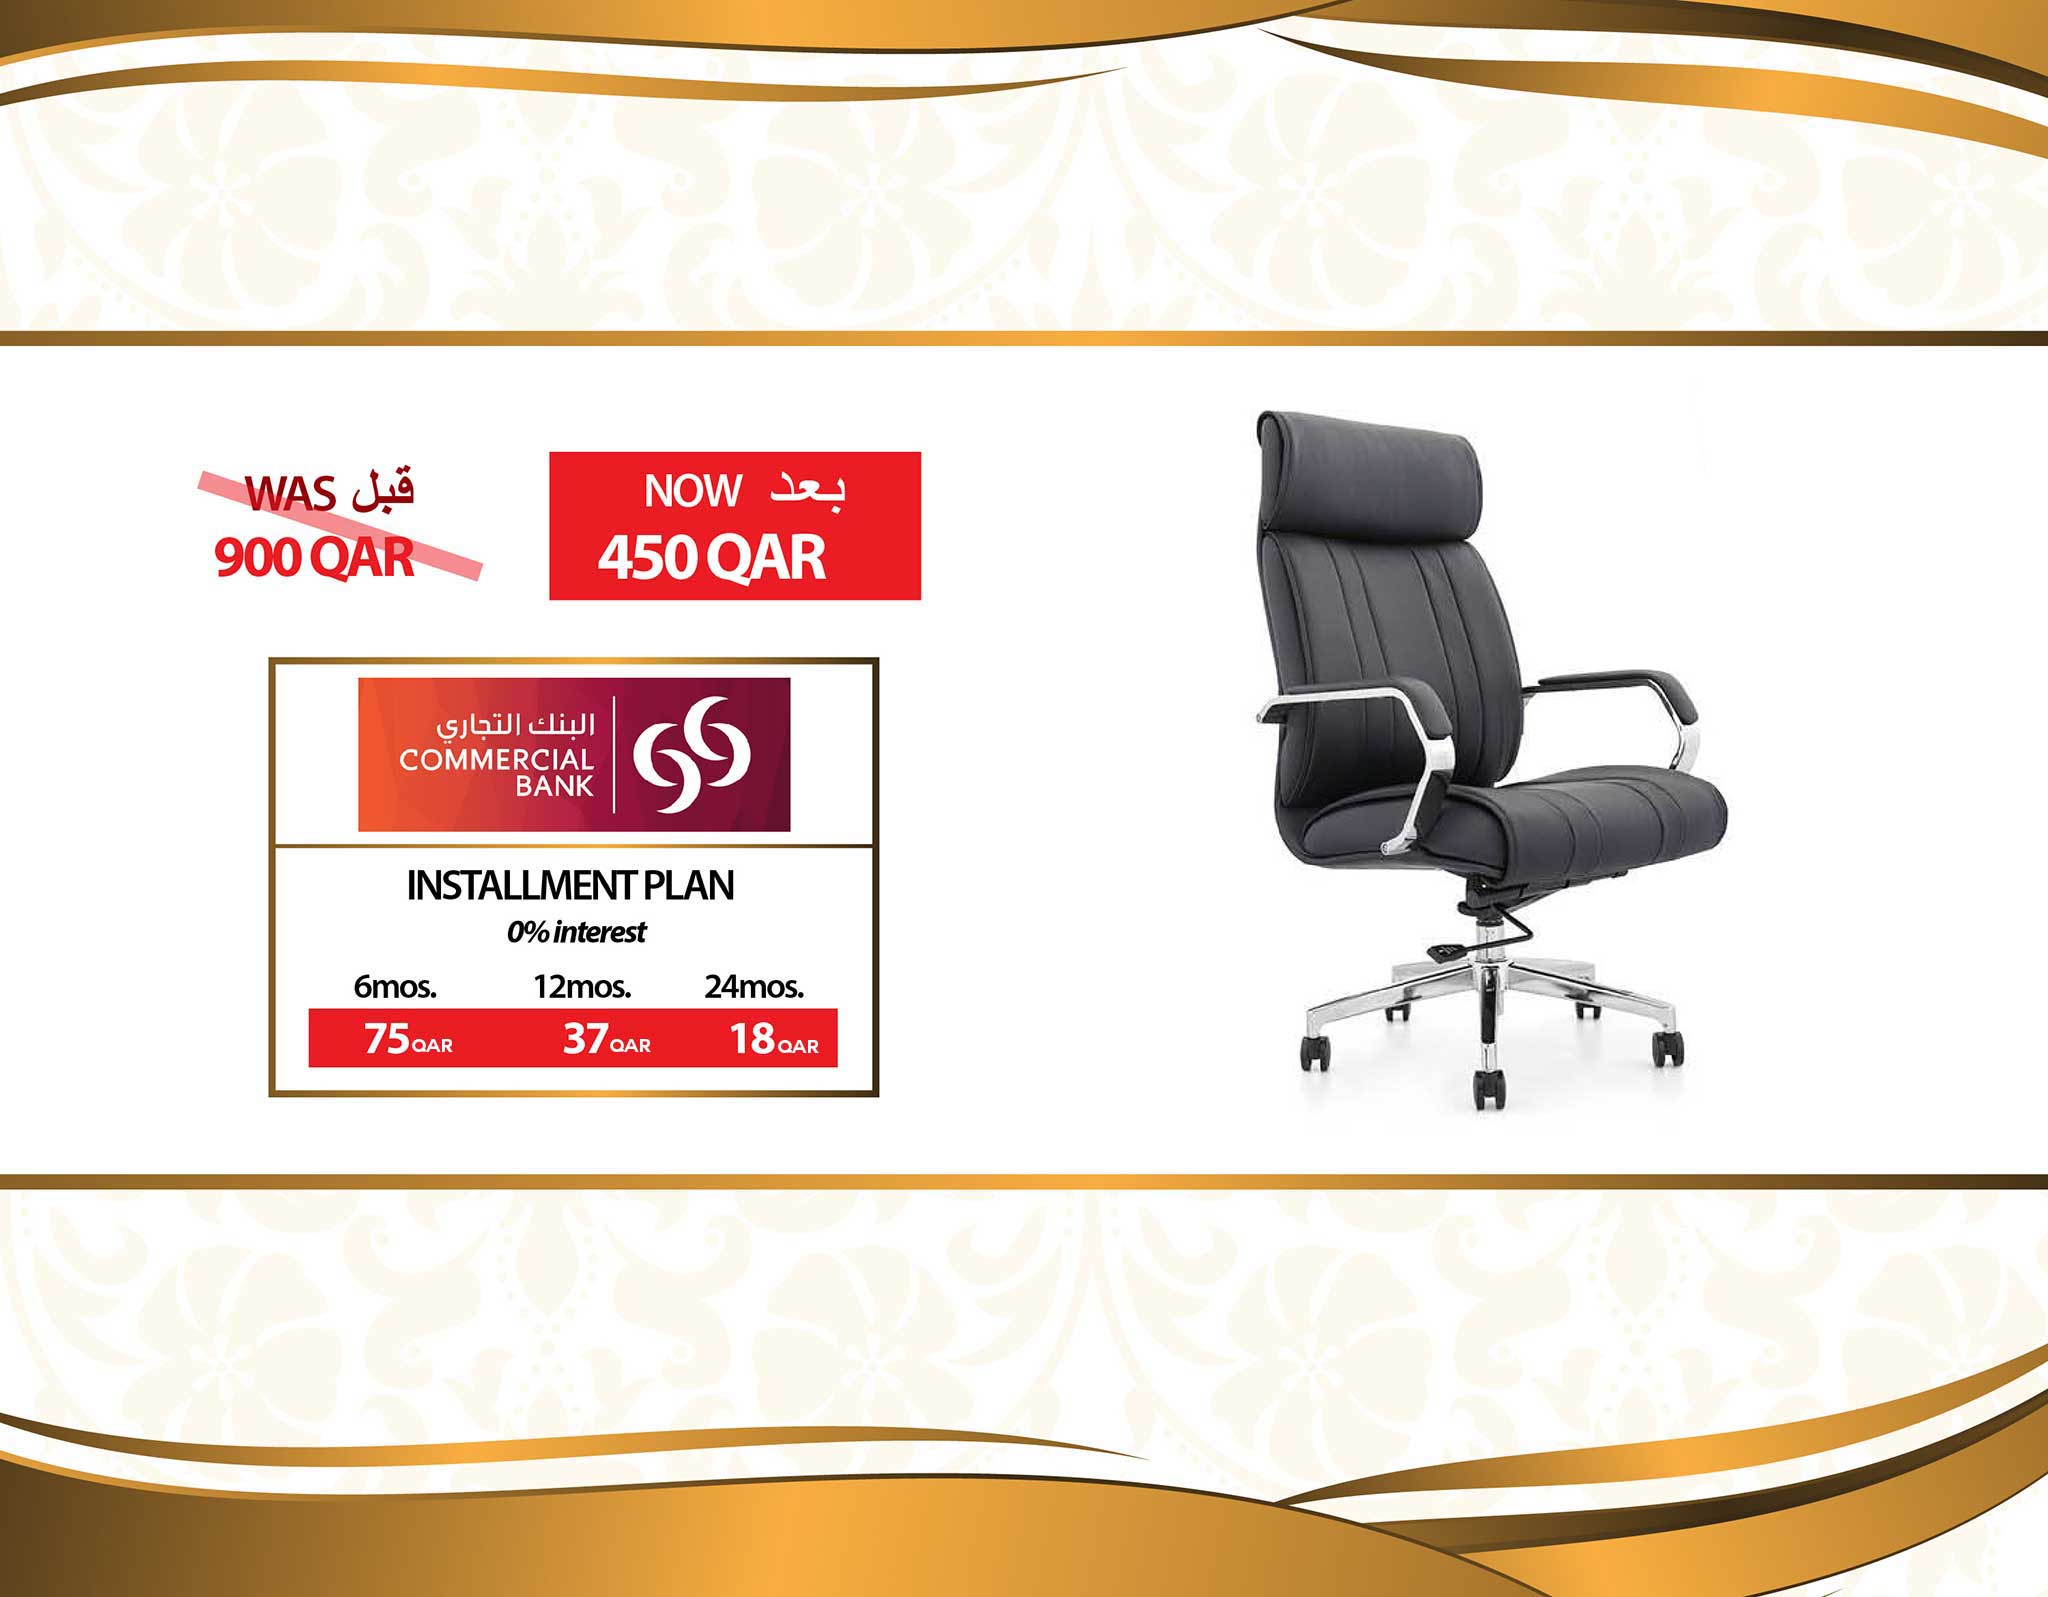 WAS قبل
900 QAR
NOW بعد
450 QAR
البنك التجاري
COMMERCIAL
BANK
INSTALLMENT PLAN
0% interest
6mos. 12mos. 24mos.
75QAR 37QAR 18QAR